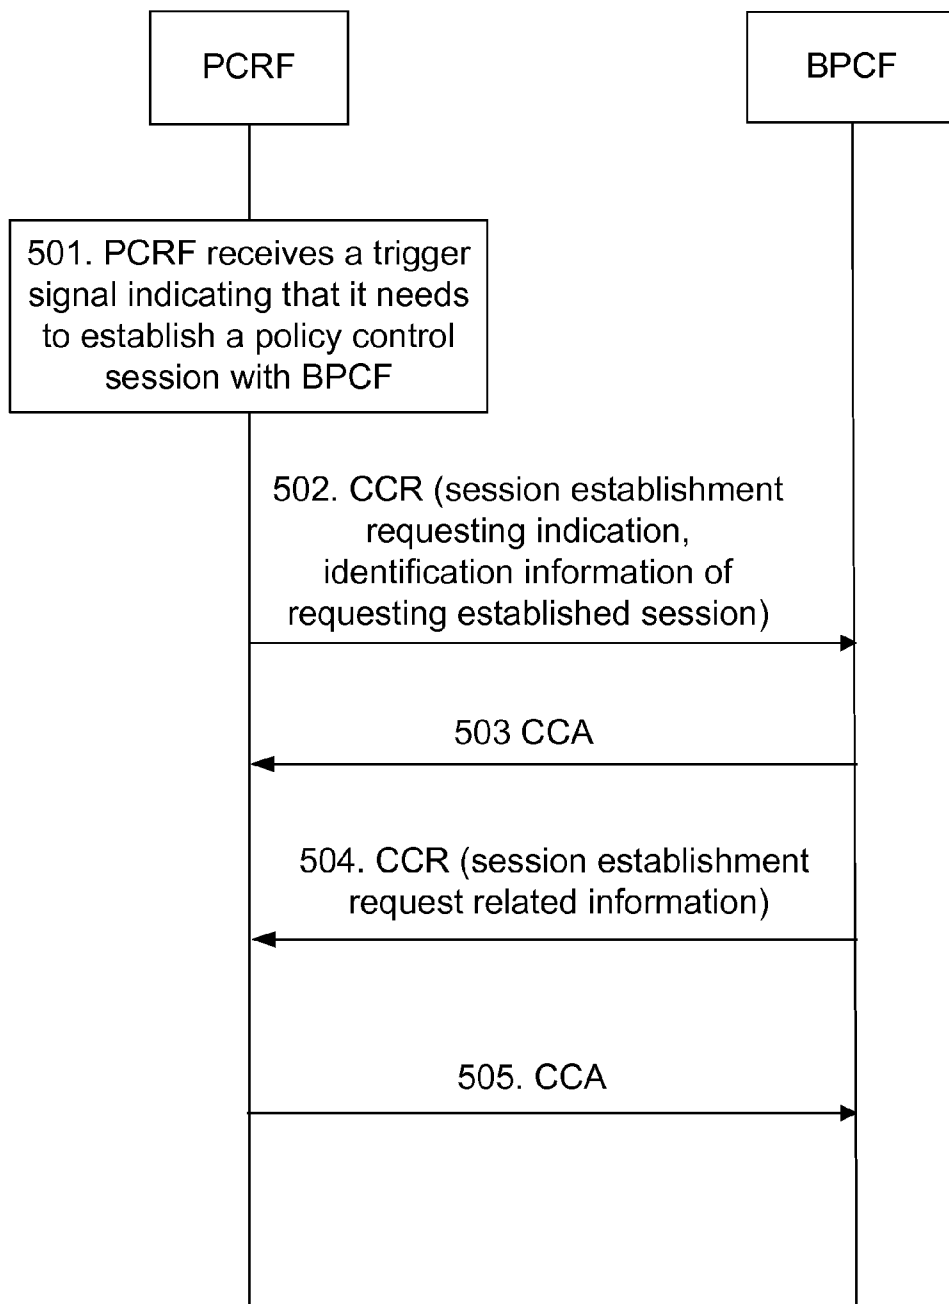 PCRF
BPCF
501. PCRF receives a trigger
signal indicating that it needs
to establish a policy control
session with BPCF
502. CCR (session establishment
requesting indication,
identification information of
requesting established session)
503 CCA
504. CCR (session establishment
request related information)
505. CCA